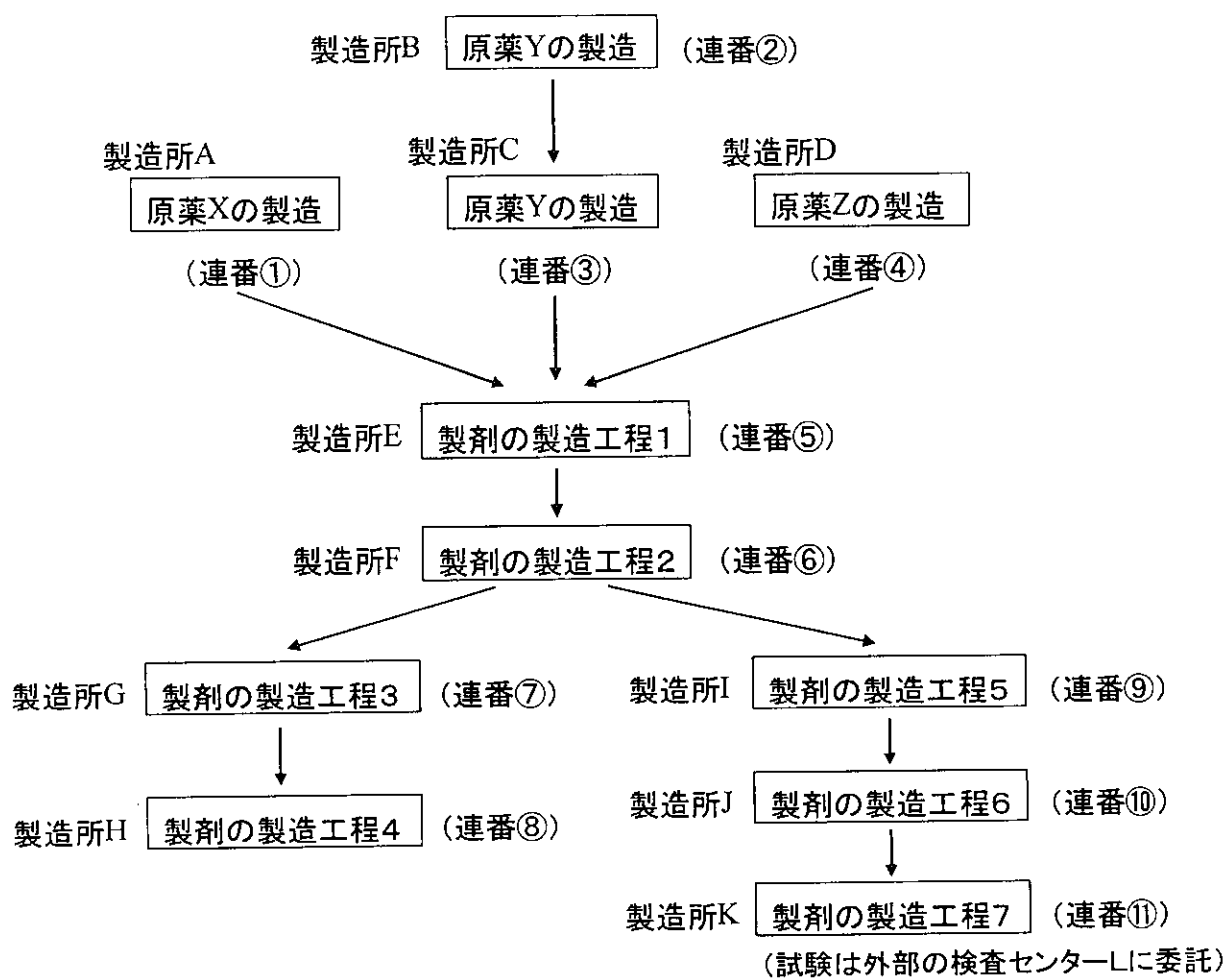 製造所B 原薬Yの製造 (連番②)
製造所A 製造所C 製造所D
原薬Xの製造 原薬Yの製造 原薬Zの製造
(連番①) (連番③) (連番④)
製造所E 製剤の製造工程1 (連番⑤)
製造所F 製剤の製造工程2 (連番⑥)
製造所G 製剤の製造工程3 (連番⑦) 製造所I 製剤の製造工程5 (連番⑨)
製造所H 製剤の製造工程4 (連番⑧) 製造所J 製剤の製造工程6 (連番⑩)
製造所K 製剤の製造工程7 (連番⑪)
(試験は外部の検査センターLに委託)